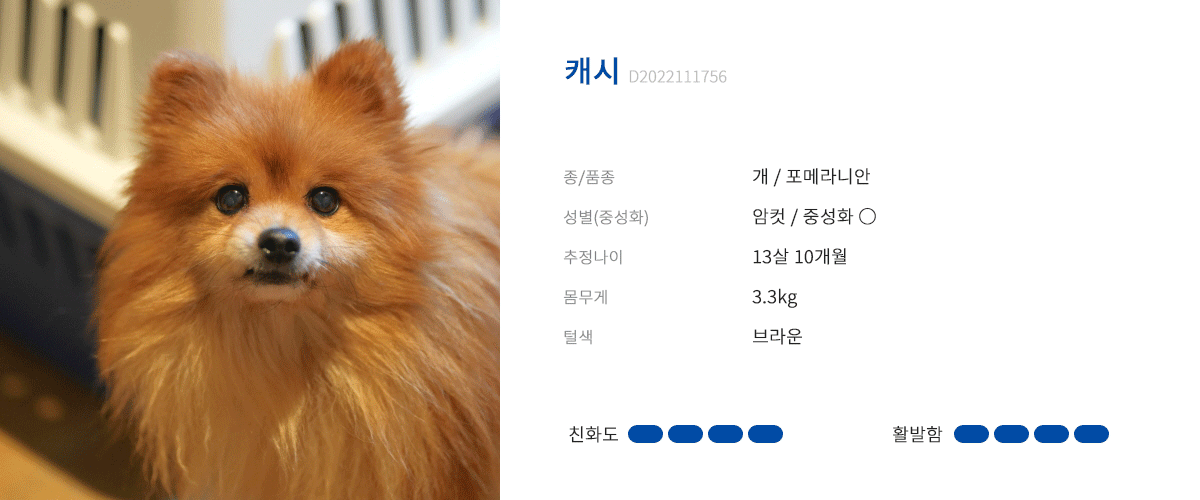 캐시 D2022111756
종/품종 개 / 포메라니안
성별(중성화) 암컷 / 중성화 ○
추정나이 13살 10개월
몸무게 3.3kg
털색 브라운
친화도 활발함